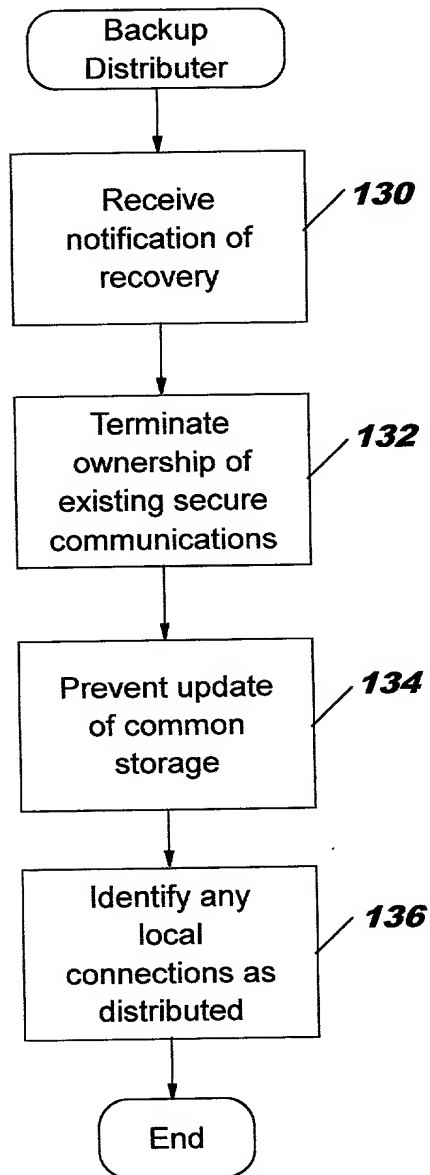 Backup
Distributer
Receive
notification of
recovery
130
Terminate
ownership of
existing secure
communications
132
Prevent update
of common
storage
134
Identify any
local
connections as
distributed
136
End